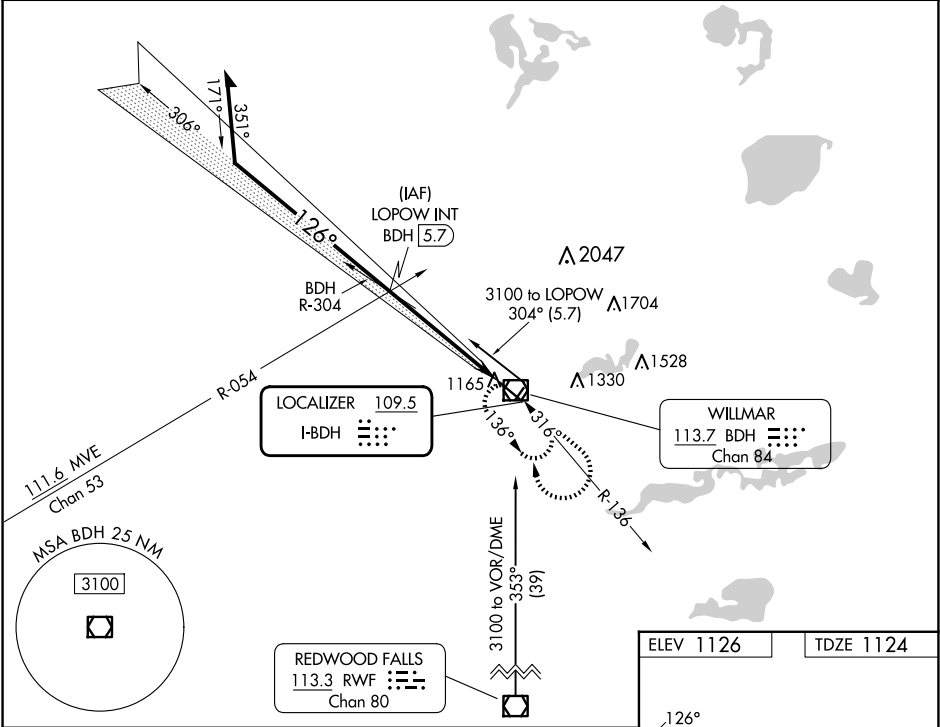 306°
171°
351°
126°
(IAF)
LOPOW INT
BDH 5.7
2047
BDH
R-304
3100 to LOPOW
304° (5.7)
1704
1528
1330
1165
R-054
LOCALIZER 109.5
I-BDH
WILLMAR
113.7 BDH
Chan 84
136°
316°
R-136
111.6 MVE
Chan 53
MSA BDH 25 NM
3100
3100 to VOR/DME
353°
(39)
REDWOOD FALLS
113.3 RWF
Chan 80
ELEV 1126
TDZE 1124
126°